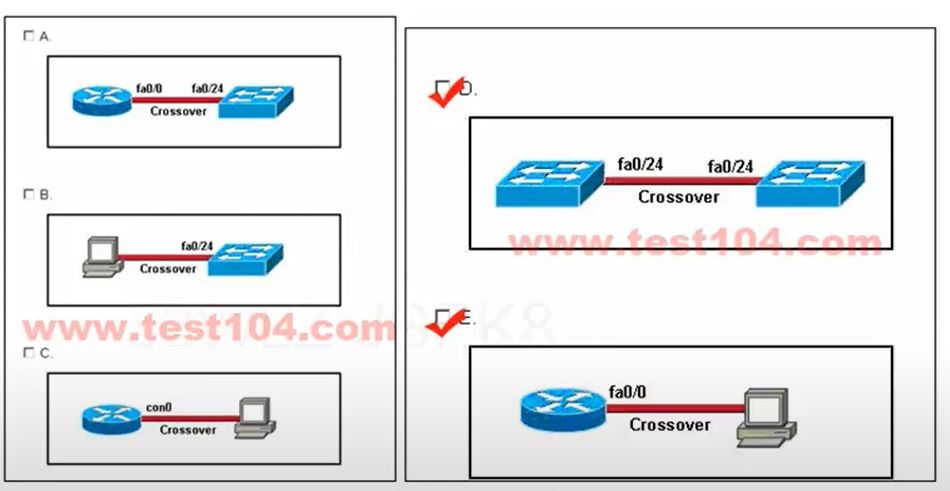 A.
fa0/0 fa0/24
Crossover
B.
fa0/24
Crossover
www.test104.com
C.
con0
Crossover
D.
fa0/24 fa0/24
Crossover
www.test104.com
E.
fa0/0
Crossover